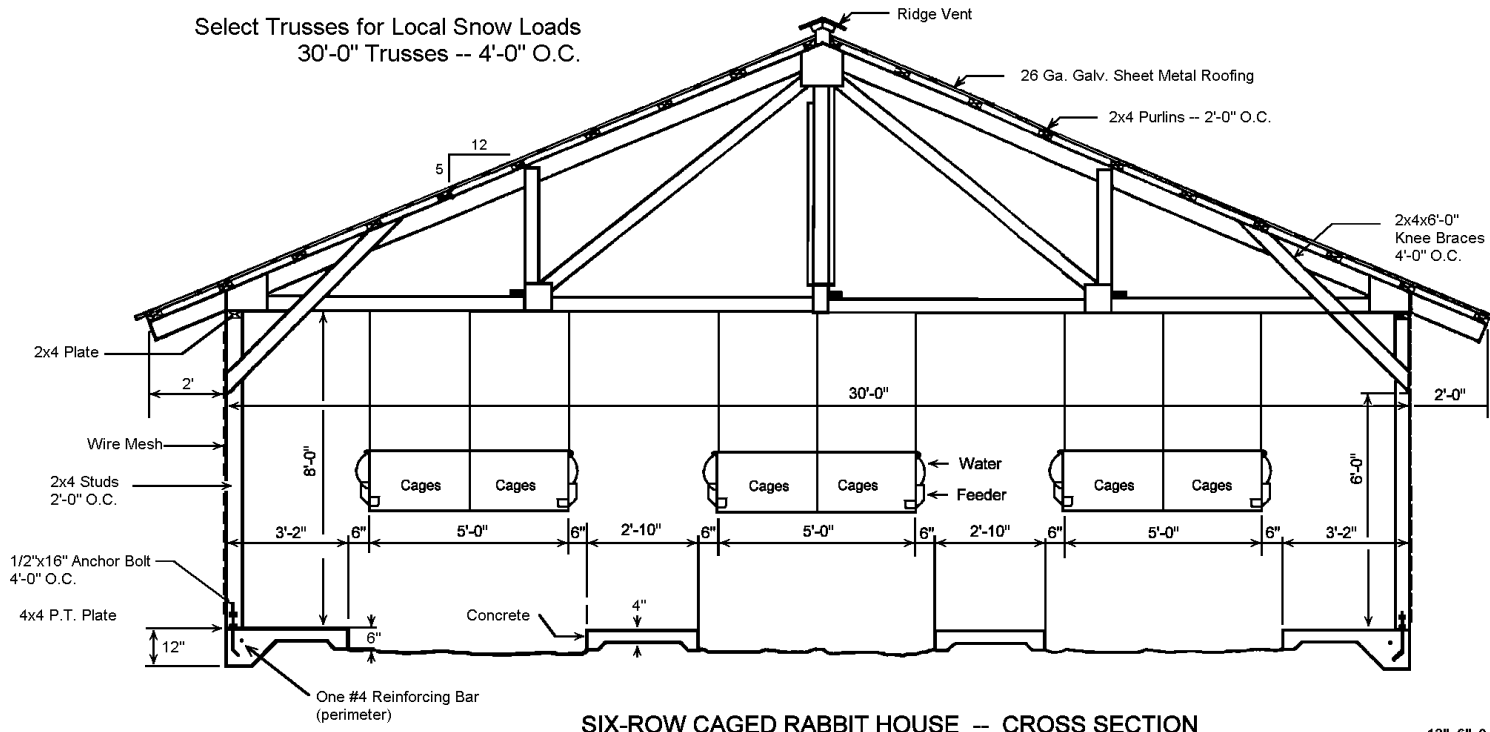 Select Trusses for Local Snow Loads
30'-0" Trusses -- 4'-0" O.C.
Ridge Vent
26 Ga. Galv. Sheet Metal Roofing
2x4 Purlins -- 2'-0" O.C.
12
5
2x4x6'-0"
Knee Braces
4'-0" O.C.
2x4 Plate
2'
30'-0"
2'-0"
Wire Mesh
8'-0"
6'-0"
2x4 Studs
2'-0" O.C.
Cages
Cages
Cages
Cages
Cages
Cages
Water
Feeder
3'-2"
6"
5'-0"
6"
2'-10"
6"
5'-0"
6"
2'-10"
6"
5'-0"
6"
3'-2"
1/2"x16" Anchor Bolt
4'-0" O.C.
4x4 P.T. Plate
Concrete
4"
6"
12"
One #4 Reinforcing Bar
(perimeter)
SIX-ROW CAGED RABBIT HOUSE -- CROSS SECTION